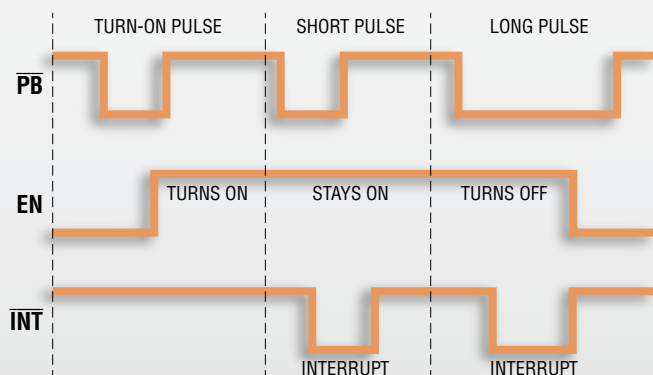 TURN-ON PULSE SHORT PULSE LONG PULSE
PB
EN
TURNS ON STAYS ON TURNS OFF
INT
INTERRUPT INTERRUPT